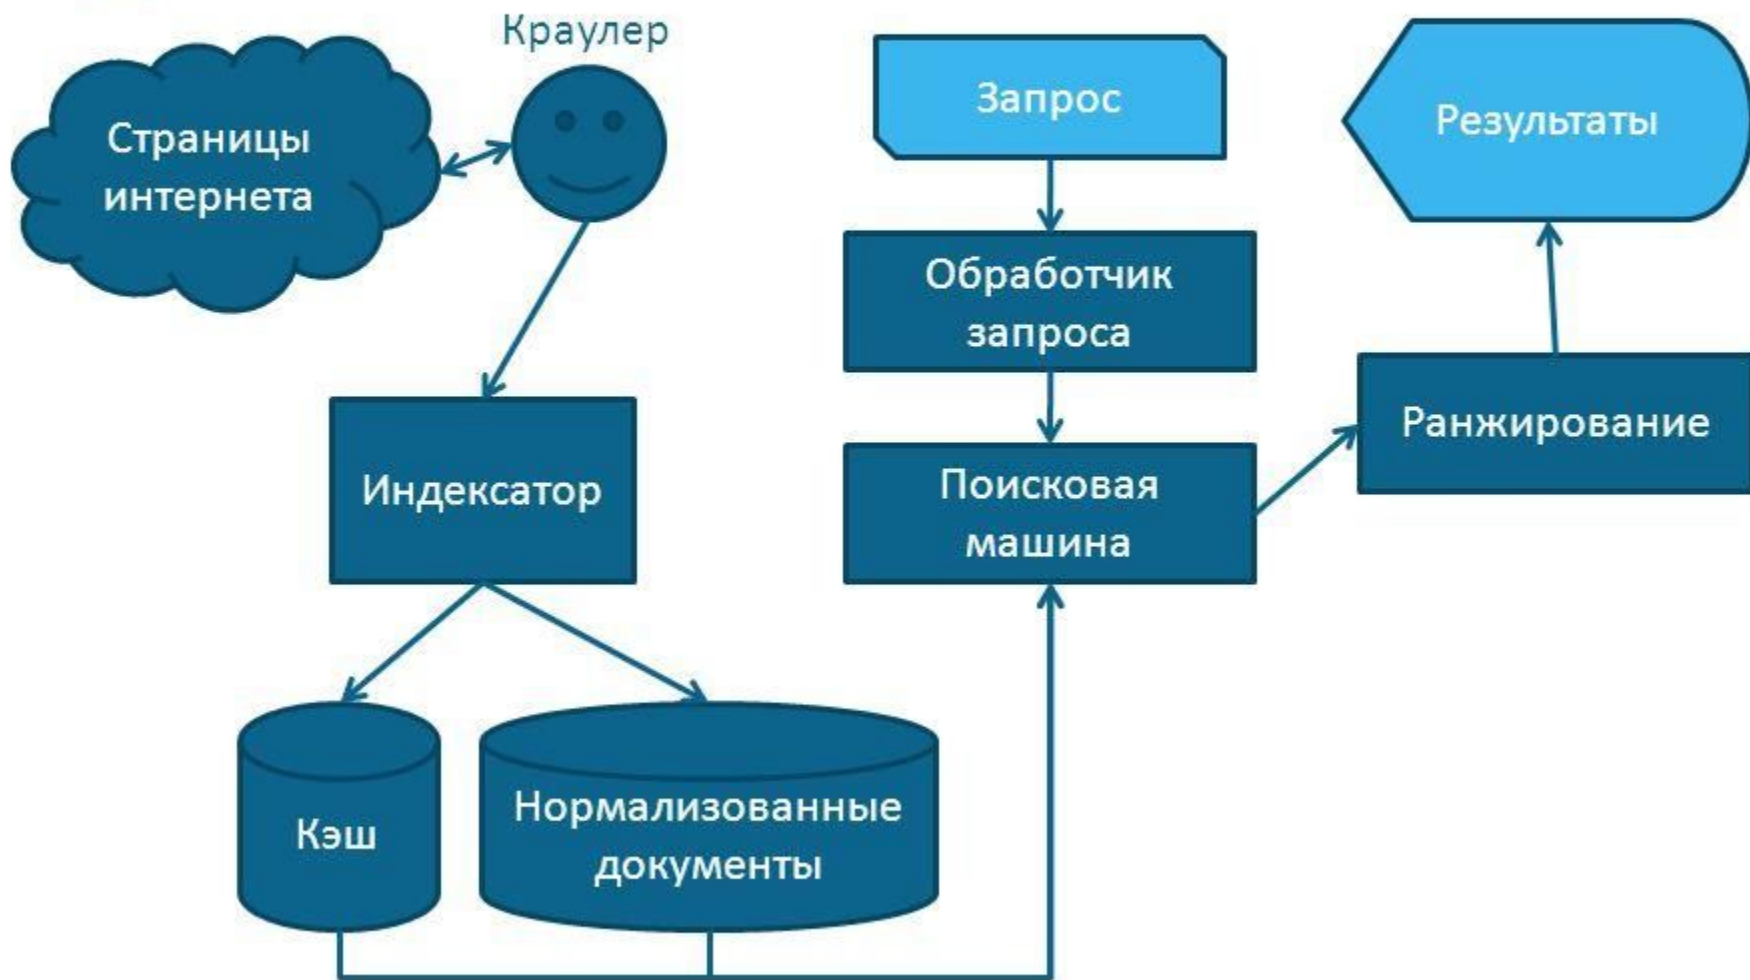 Краулер
Страницы
интернета
Индексатор
Кэш
Нормализованные
документы
Запрос
Обработчик
запроса
Поисковая
машина
Ранжирование
Результаты